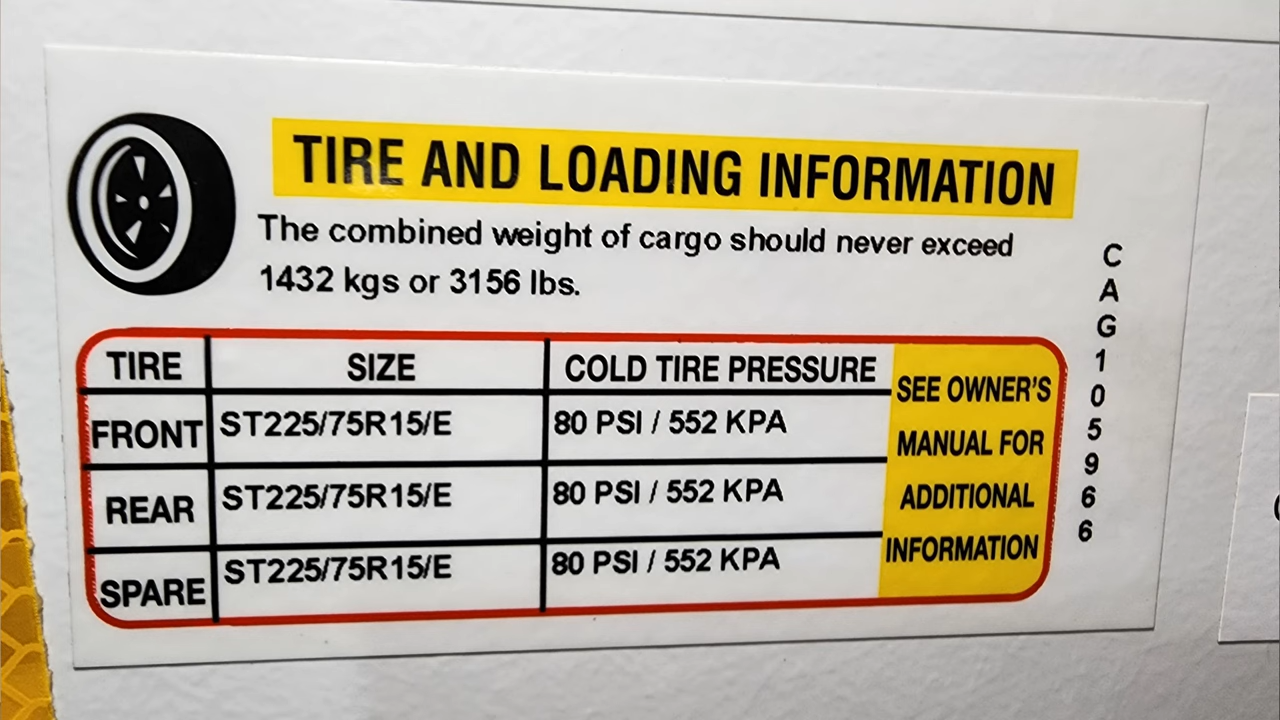 TIRE AND LOADING INFORMATION
The combined weight of cargo should never exceed
1432 kgs or 3156 lbs.
TIRE SIZE COLD TIRE PRESSURE
FRONT ST225/75R15/E 80 PSI / 552 KPA
REAR ST225/75R15/E 80 PSI / 552 KPA
SPARE ST225/75R15/E 80 PSI / 552 KPA
SEE OWNER'S
MANUAL FOR
ADDITIONAL
INFORMATION
CAG105966